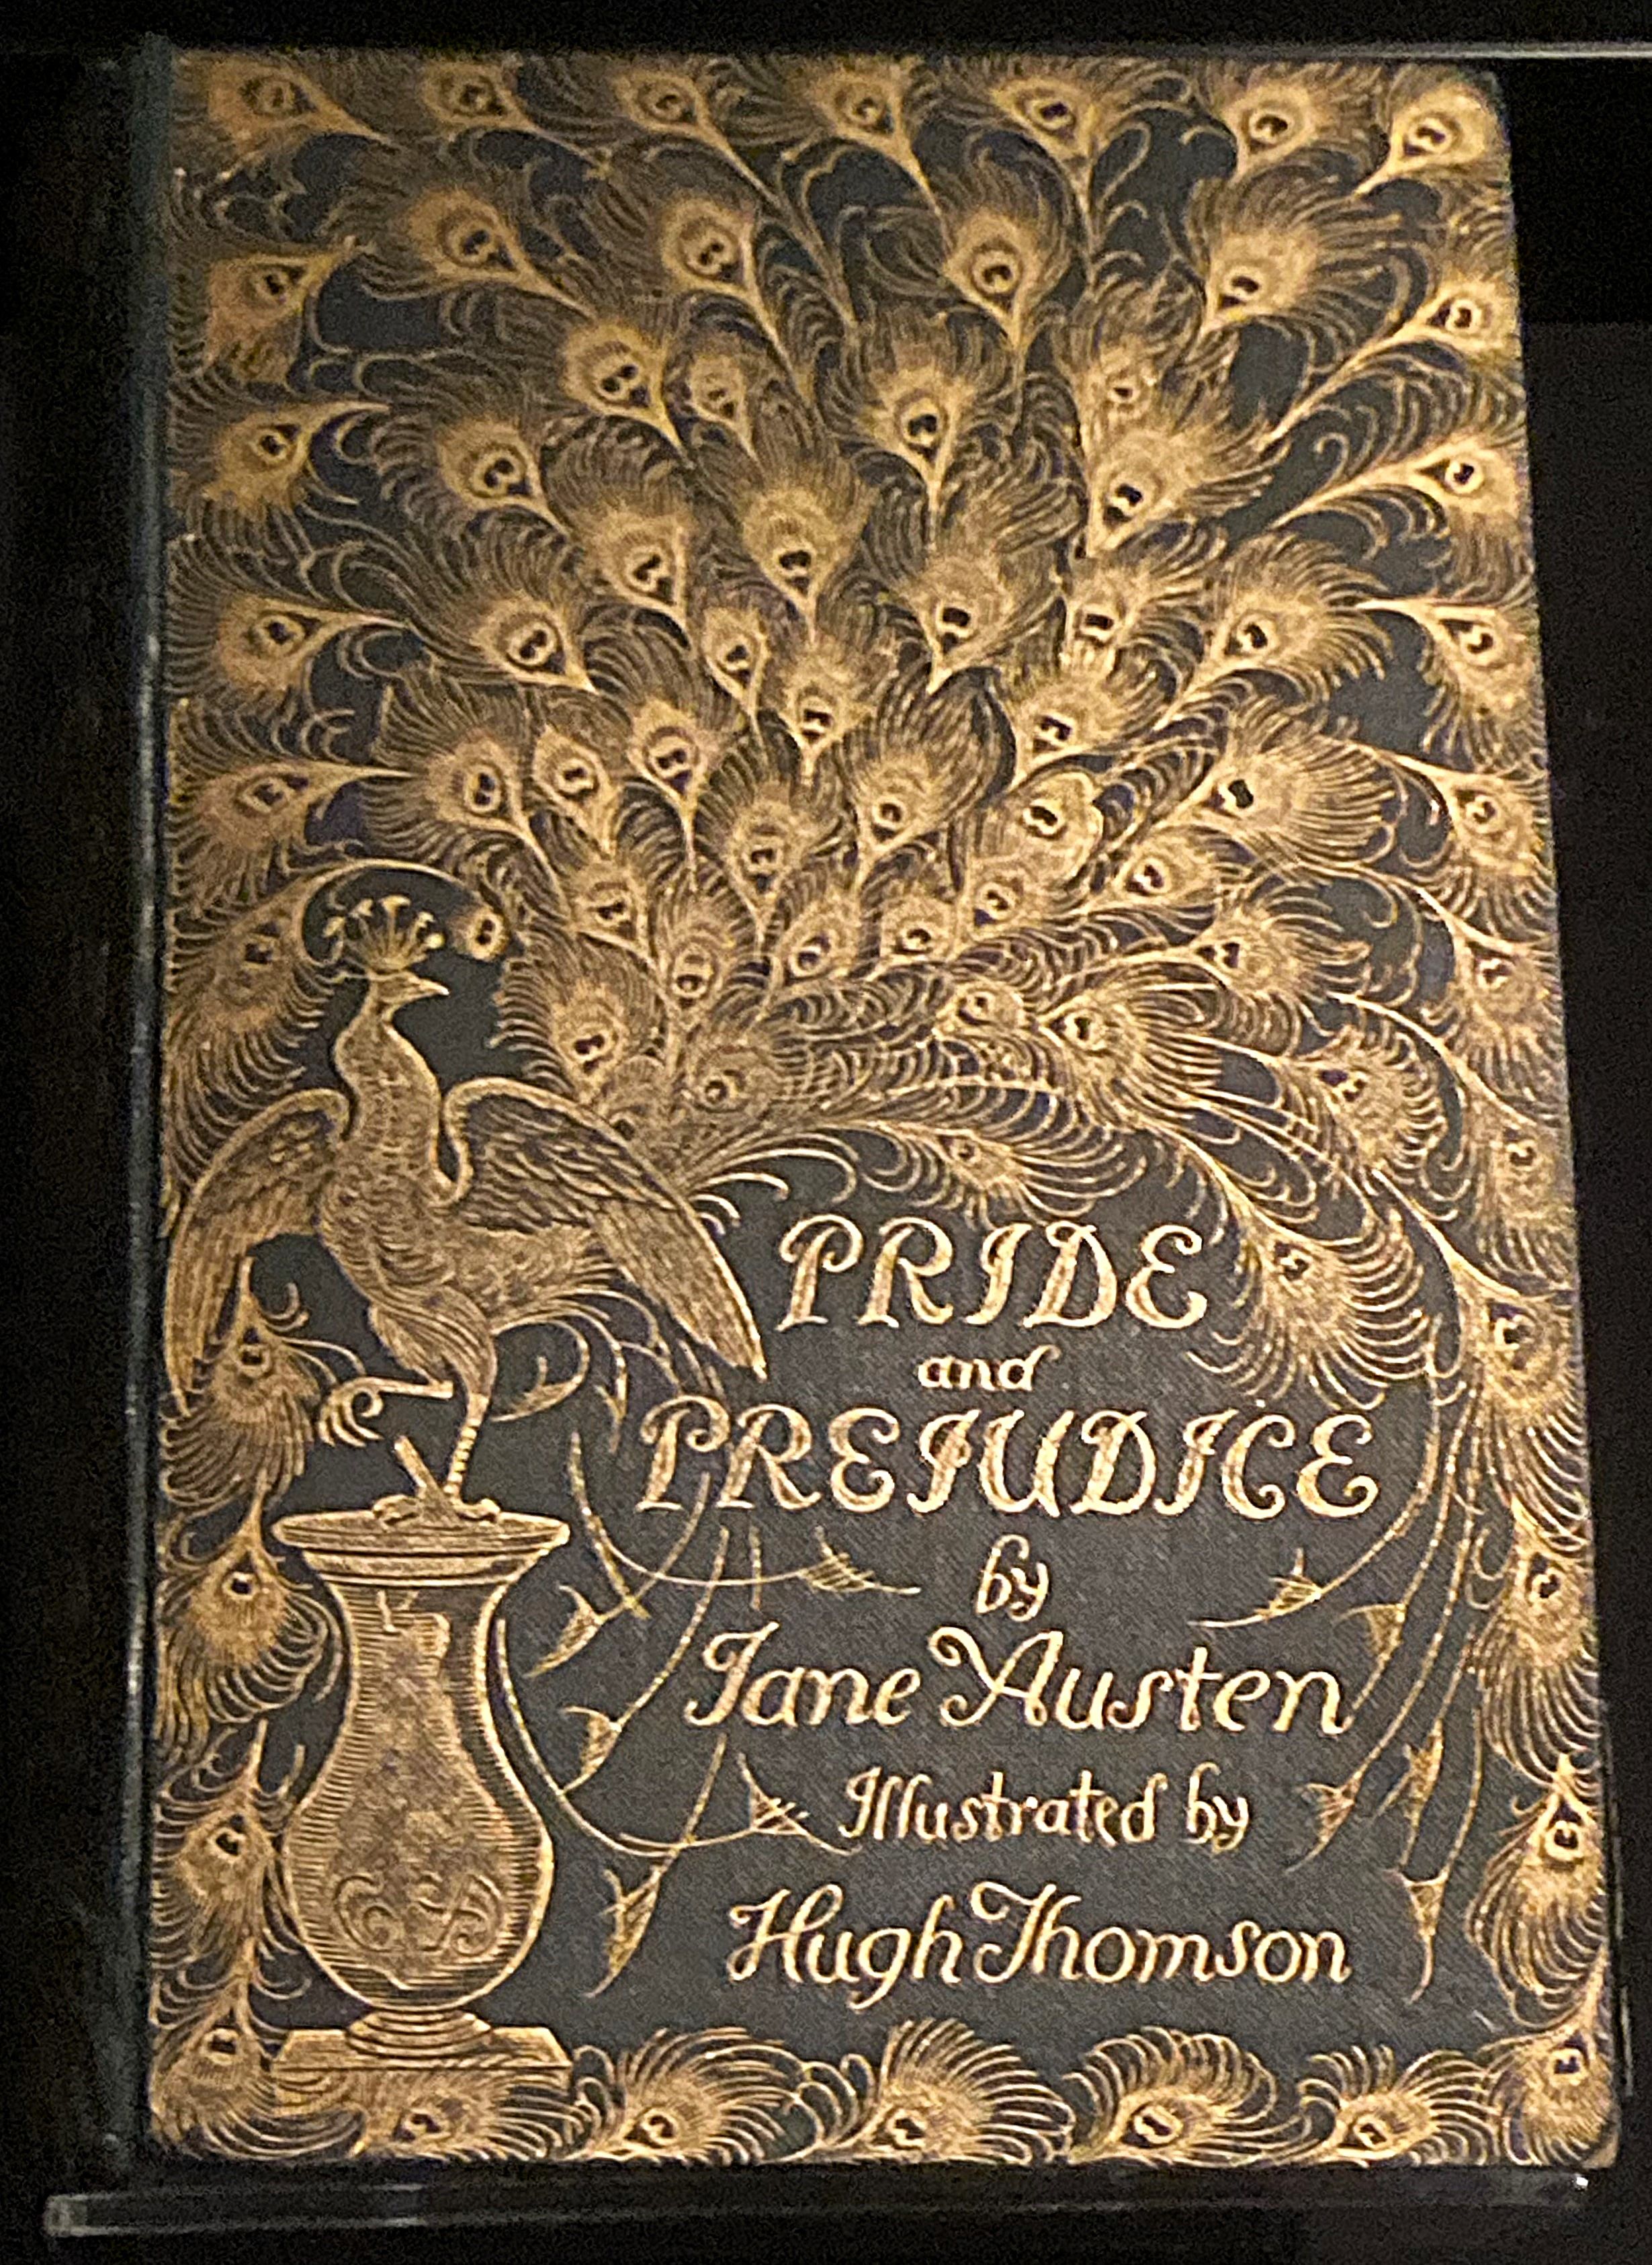 PRIDE
and
PREJUDICE
by
Jane Austen
Illustrated by
Hugh Thomson